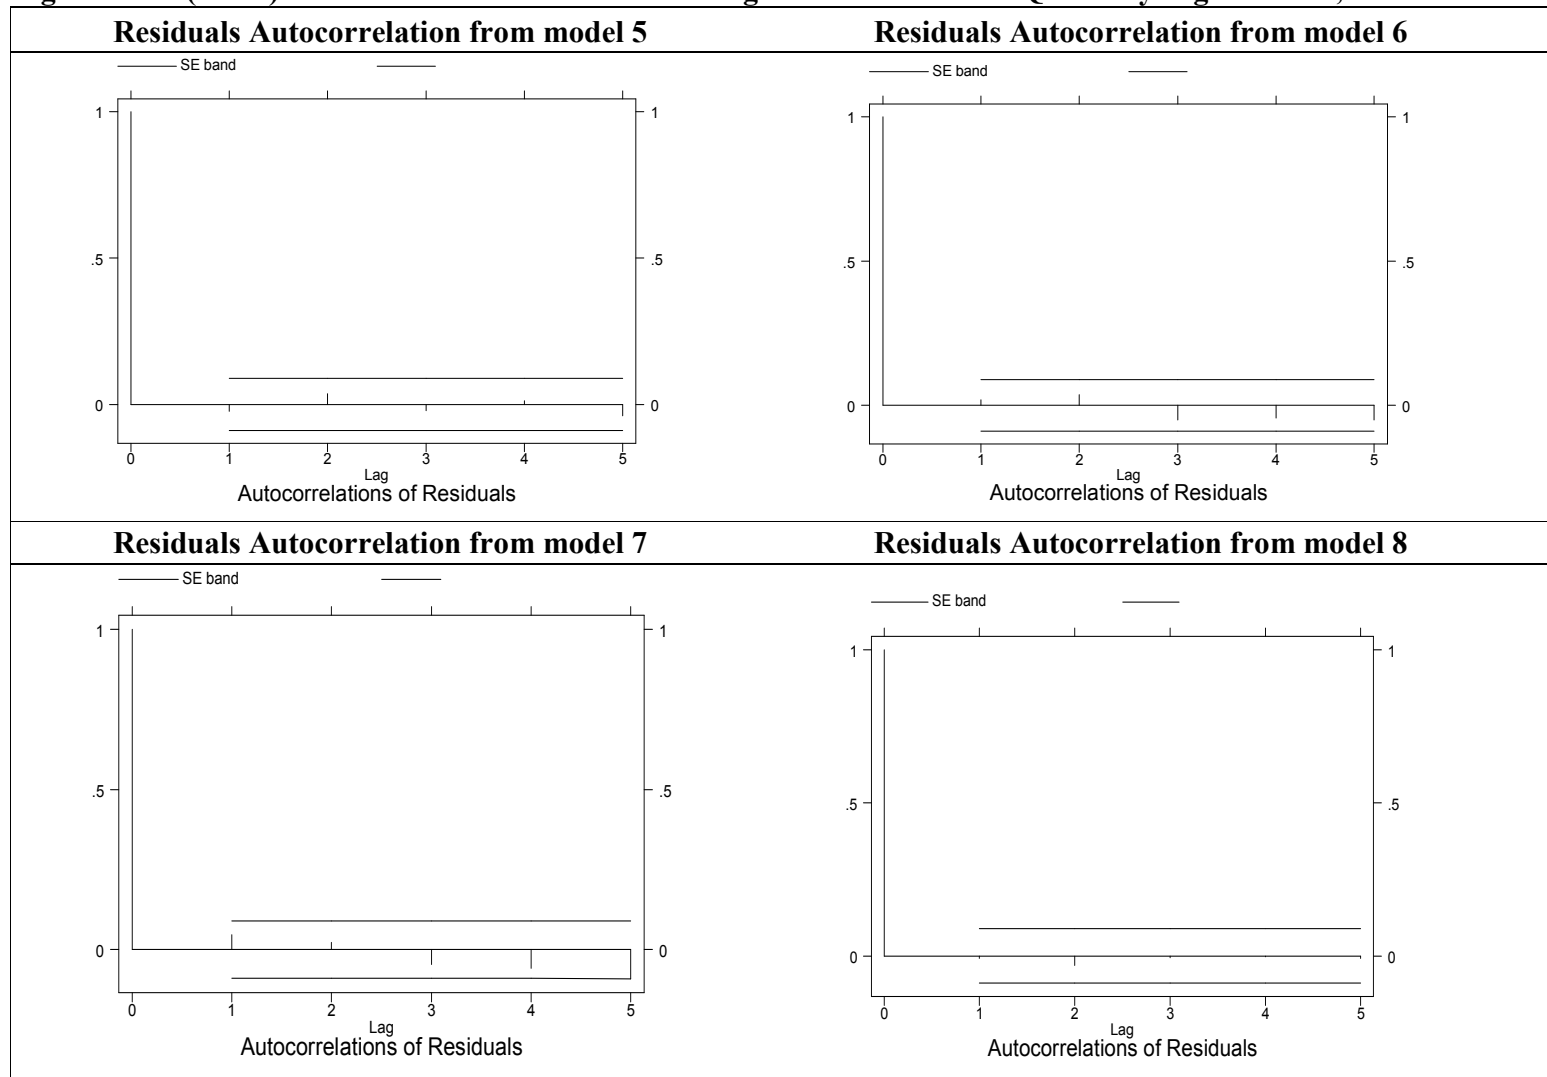 Residuals Autocorrelation from model 5
Residuals Autocorrelation from model 6
SE band
1
1
.5
.5
0
0
0 1 2 3 4 5
Lag
Autocorrelations of Residuals
SE band
1
1
.5
.5
0
0
0 1 2 3 4 5
Lag
Autocorrelations of Residuals
Residuals Autocorrelation from model 7
Residuals Autocorrelation from model 8
SE band
1
1
.5
.5
0
0
0 1 2 3 4 5
Lag
Autocorrelations of Residuals
SE band
1
1
.5
.5
0
0
0 1 2 3 4 5
Lag
Autocorrelations of Residuals